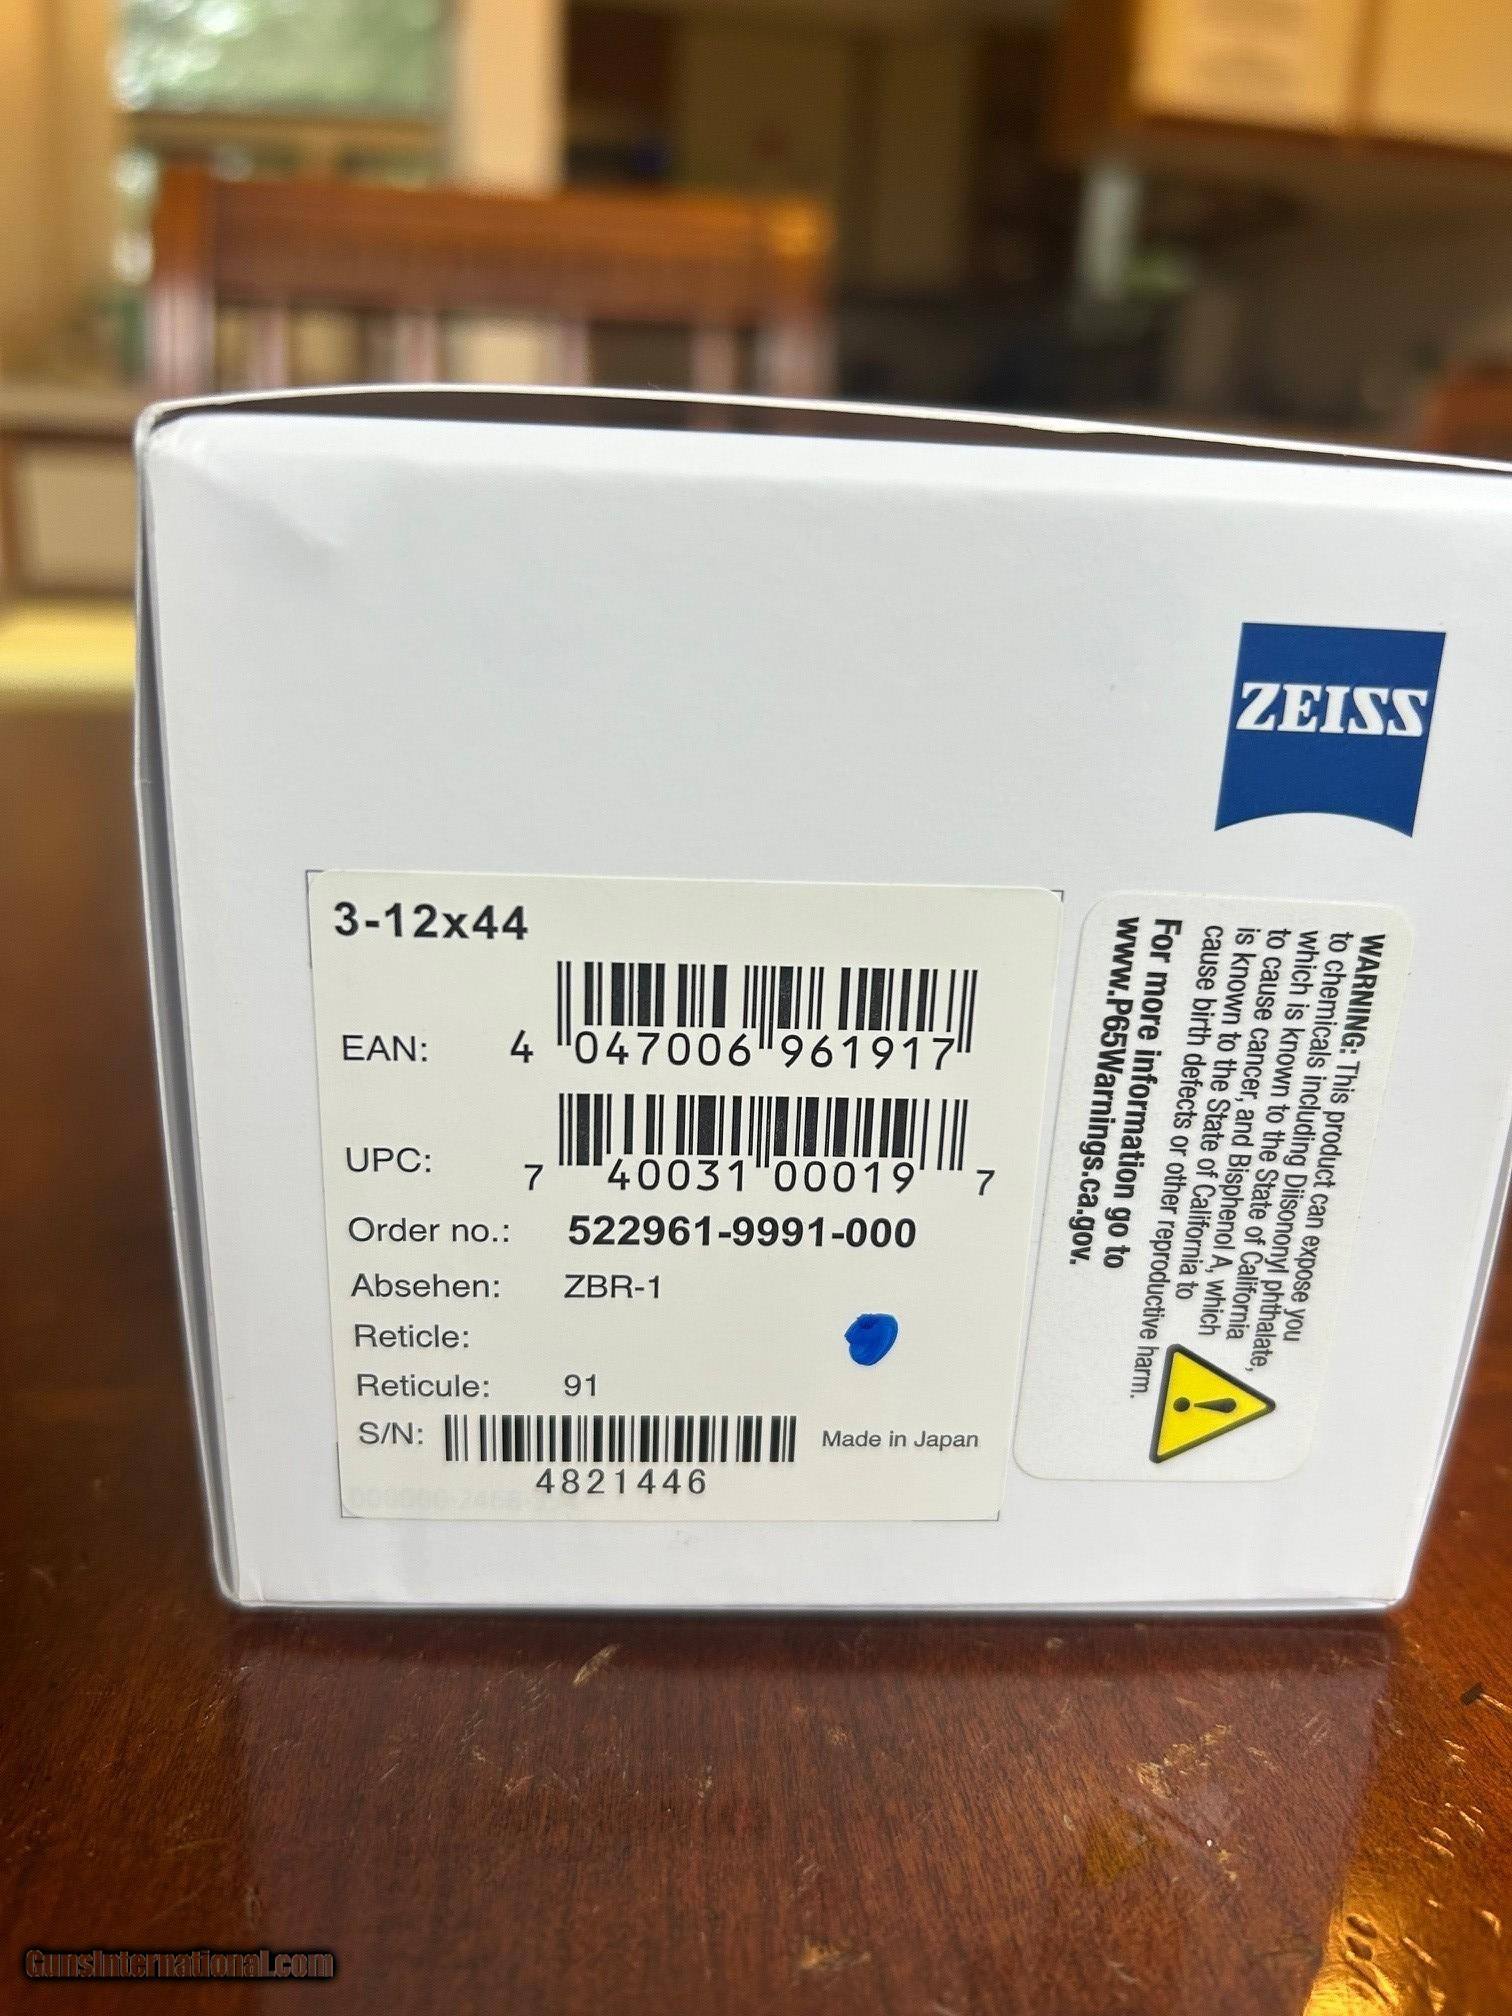 ZEISS
3-12x44
EAN: 4 047006 961917
UPC: 7 40031 00019 7
Order no.: 522961-9991-000
Absehen: ZBR-1
Reticle:
Reticule: 91
S/N: Made in Japan
4821446
WARNING: This product can expose you
to chemicals including Diisononyl phthalate,
which is known to the State of California
to cause cancer, and Bisphenol A, which
is known to the State of California to
cause birth defects or other reproductive harm.
For more information go to
www.P65Warnings.ca.gov.
GunsInternational.com